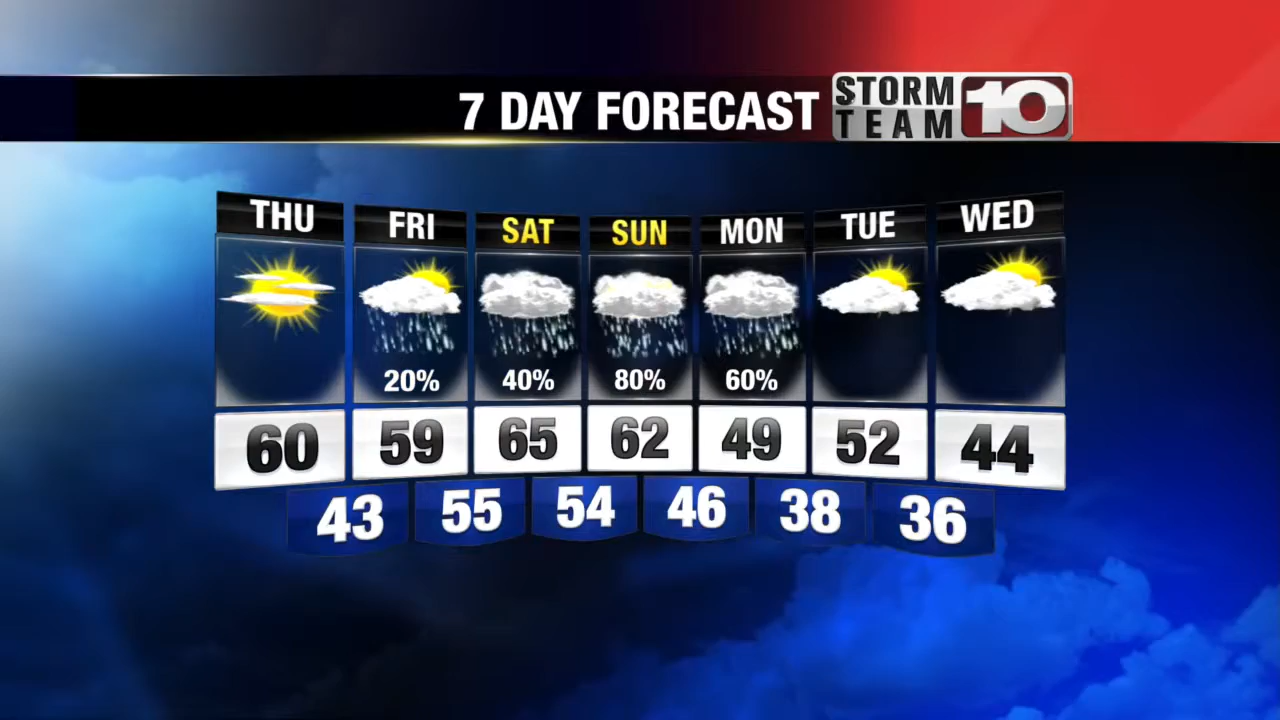 7 DAY FORECAST
STORM
TEAM
10
THU FRI SAT SUN MON TUE WED
20% 40% 80% 60%
60 59 65 62 49 52 44
43 55 54 46 38 36